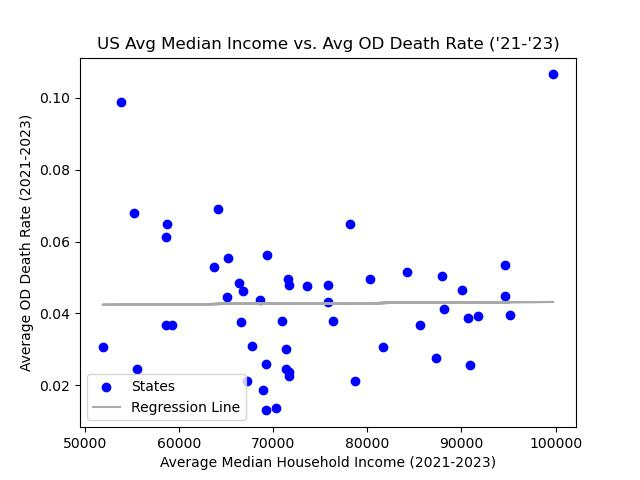 US Avg Median Income vs. Avg OD Death Rate ('21-'23)
Average OD Death Rate (2021-2023)
0.10
0.08
0.06
0.04
0.02
States
Regression Line
50000 60000 70000 80000 90000 100000
Average Median Household Income (2021-2023)